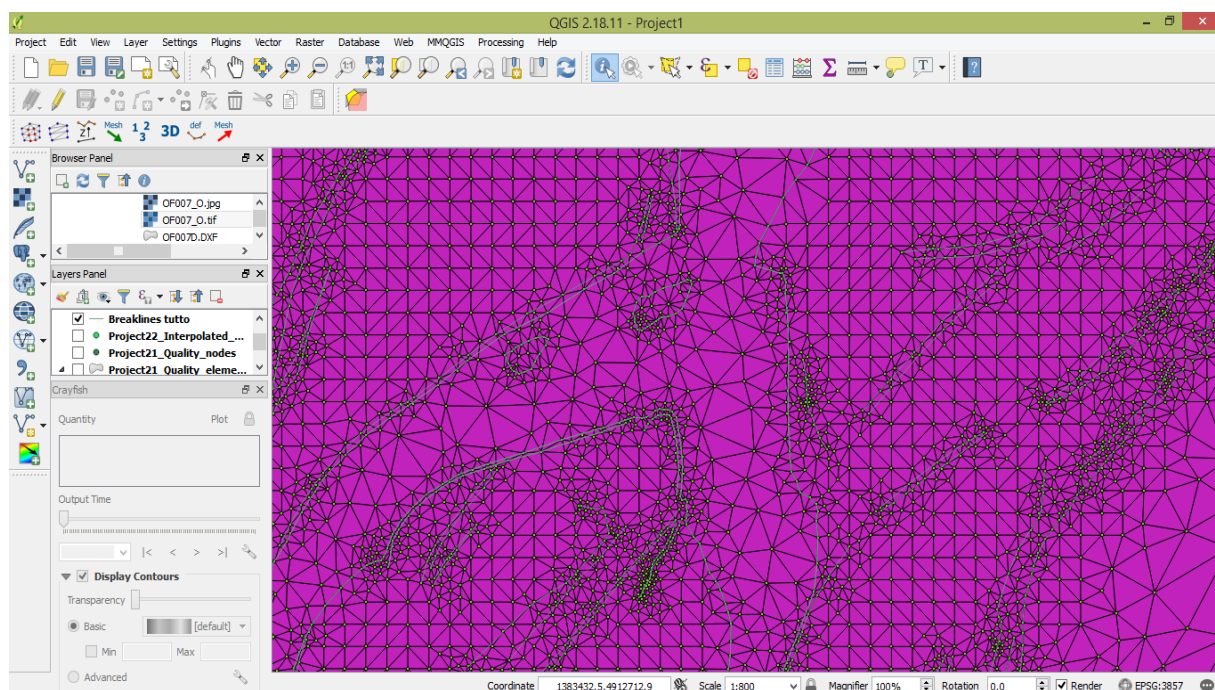 QGIS 2.18.11 - Project1
Project Edit View Layer Settings Plugins Vector Raster Database Web MMQGIS Processing Help
Mesh 1 2 3 3D def Mesh
Browser Panel
OF007_O.jpg
OF007_O.tif
OF007D.DXF
Layers Panel
Breaklines tutto
Project22_Interpolated_...
Project21_Quality_nodes
Project21_Quality_eleme...
Crayfish
Quantity Plot
Output Time
|< < > >|
Display Contours
Transparency
Basic [default]
Min Max
Advanced
Coordinate 1383432.5,4912712.9 Scale 1:800 Magnifier 100% Rotation 0.0 Render EPSG:3857